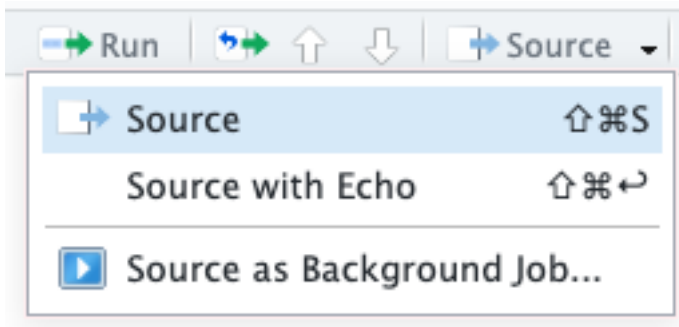 Run Source
Source ⇧⌘S
Source with Echo ⇧⌘↩
Source as Background Job...